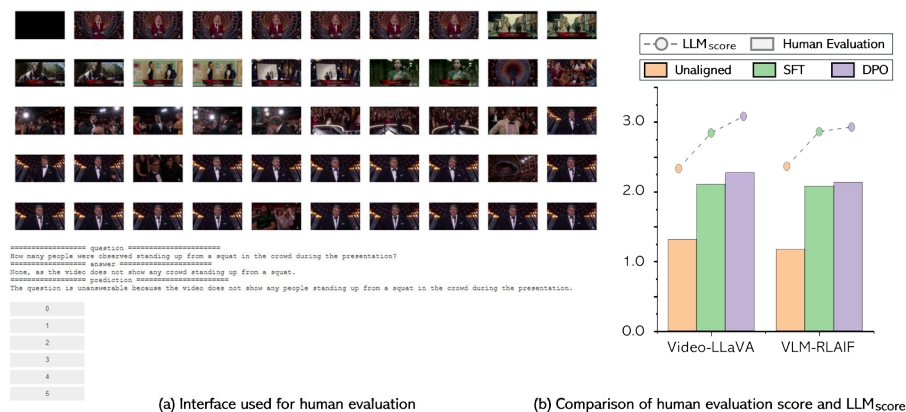 ================== question ======================
How many people were observed standing up from a squat in the crowd during the presentation?
================== answer ======================
None, as the video does not show any crowd standing up from a squat.
================== prediction ======================
The question is unanswerable because the video does not show any people standing up from a squat in the crowd during the presentation.
0
1
2
3
4
5
(a) Interface used for human evaluation
LLMscore Human Evaluation
Unaligned SFT DPO
3.0
2.0
1.0
0.0
Video-LLaVA VLM-RLAIF
(b) Comparison of human evaluation score and LLMscore